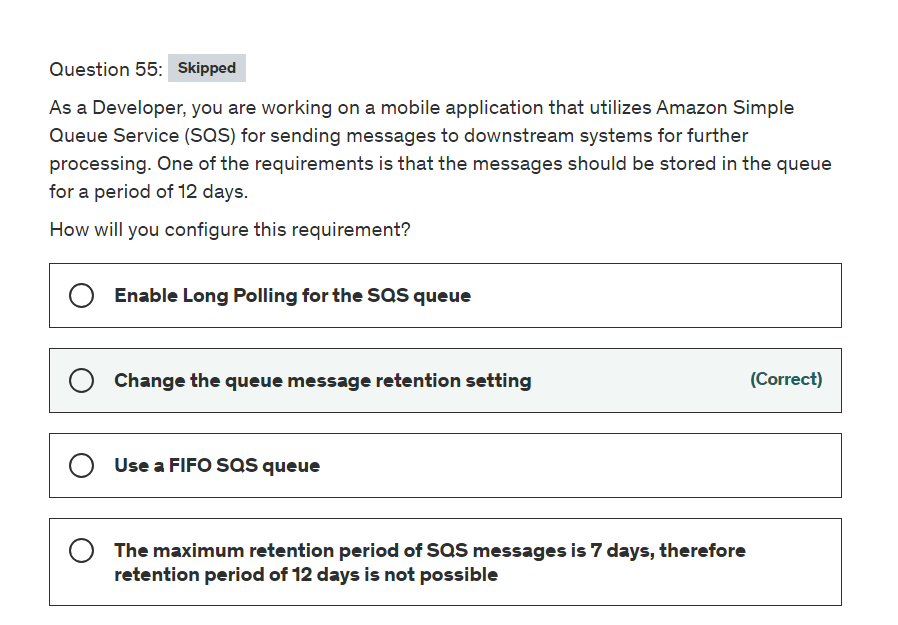 Question 55: Skipped
As a Developer, you are working on a mobile application that utilizes Amazon Simple
Queue Service (SQS) for sending messages to downstream systems for further
processing. One of the requirements is that the messages should be stored in the queue
for a period of 12 days.
How will you configure this requirement?
Enable Long Polling for the SQS queue
Change the queue message retention setting (Correct)
Use a FIFO SQS queue
The maximum retention period of SQS messages is 7 days, therefore
retention period of 12 days is not possible